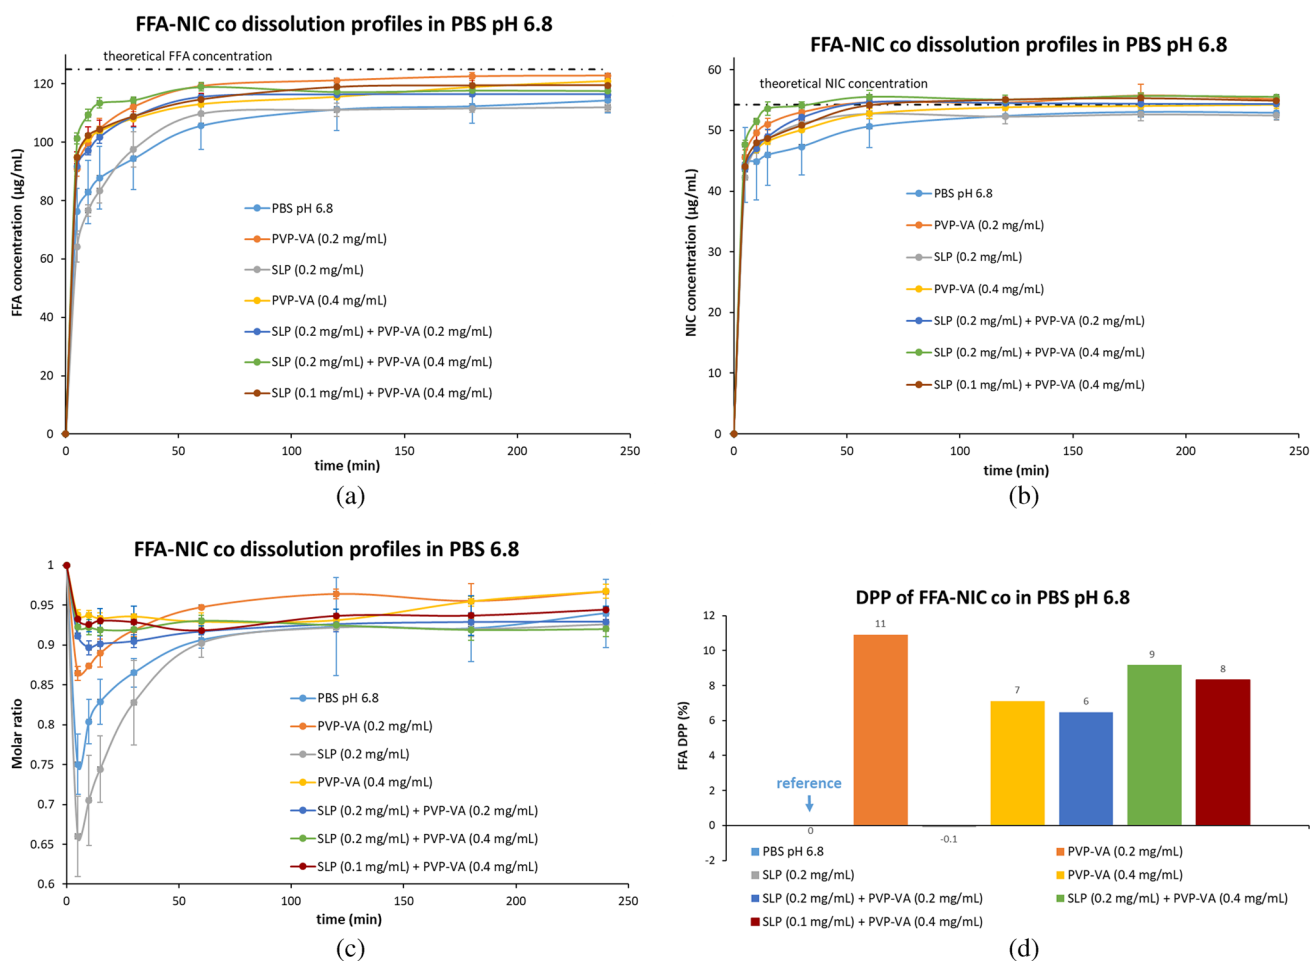 FFA-NIC co dissolution profiles in PBS pH 6.8
theoretical FFA concentration
FFA concentration (µg/mL)
120
100
80
60
40
20
0
0 50 100 150 200 250
time (min)
PBS pH 6.8
PVP-VA (0.2 mg/mL)
SLP (0.2 mg/mL)
PVP-VA (0.4 mg/mL)
SLP (0.2 mg/mL) + PVP-VA (0.2 mg/mL)
SLP (0.2 mg/mL) + PVP-VA (0.4 mg/mL)
SLP (0.1 mg/mL) + PVP-VA (0.4 mg/mL)
(a)
FFA-NIC co dissolution profiles in PBS pH 6.8
theoretical NIC concentration
NIC concentration (µg/mL)
60
50
40
30
20
10
0
0 50 100 150 200 250
time (min)
PBS pH 6.8
PVP-VA (0.2 mg/mL)
SLP (0.2 mg/mL)
PVP-VA (0.4 mg/mL)
SLP (0.2 mg/mL) + PVP-VA (0.2 mg/mL)
SLP (0.2 mg/mL) + PVP-VA (0.4 mg/mL)
SLP (0.1 mg/mL) + PVP-VA (0.4 mg/mL)
(b)
FFA-NIC co dissolution profiles in PBS 6.8
Molar ratio
1
0.95
0.9
0.85
0.8
0.75
0.7
0.65
0.6
0 50 100 150 200 250
time (min)
PBS pH 6.8
PVP-VA (0.2 mg/mL)
SLP (0.2 mg/mL)
PVP-VA (0.4 mg/mL)
SLP (0.2 mg/mL) + PVP-VA (0.2 mg/mL)
SLP (0.2 mg/mL) + PVP-VA (0.4 mg/mL)
SLP (0.1 mg/mL) + PVP-VA (0.4 mg/mL)
(c)
DPP of FFA-NIC co in PBS pH 6.8
FFA DPP (%)
12
10
8
6
4
2
0
-2
reference
0
11
-0.1
7
6
9
8
PBS pH 6.8
PVP-VA (0.2 mg/mL)
SLP (0.2 mg/mL)
PVP-VA (0.4 mg/mL)
SLP (0.2 mg/mL) + PVP-VA (0.2 mg/mL)
SLP (0.2 mg/mL) + PVP-VA (0.4 mg/mL)
SLP (0.1 mg/mL) + PVP-VA (0.4 mg/mL)
(d)